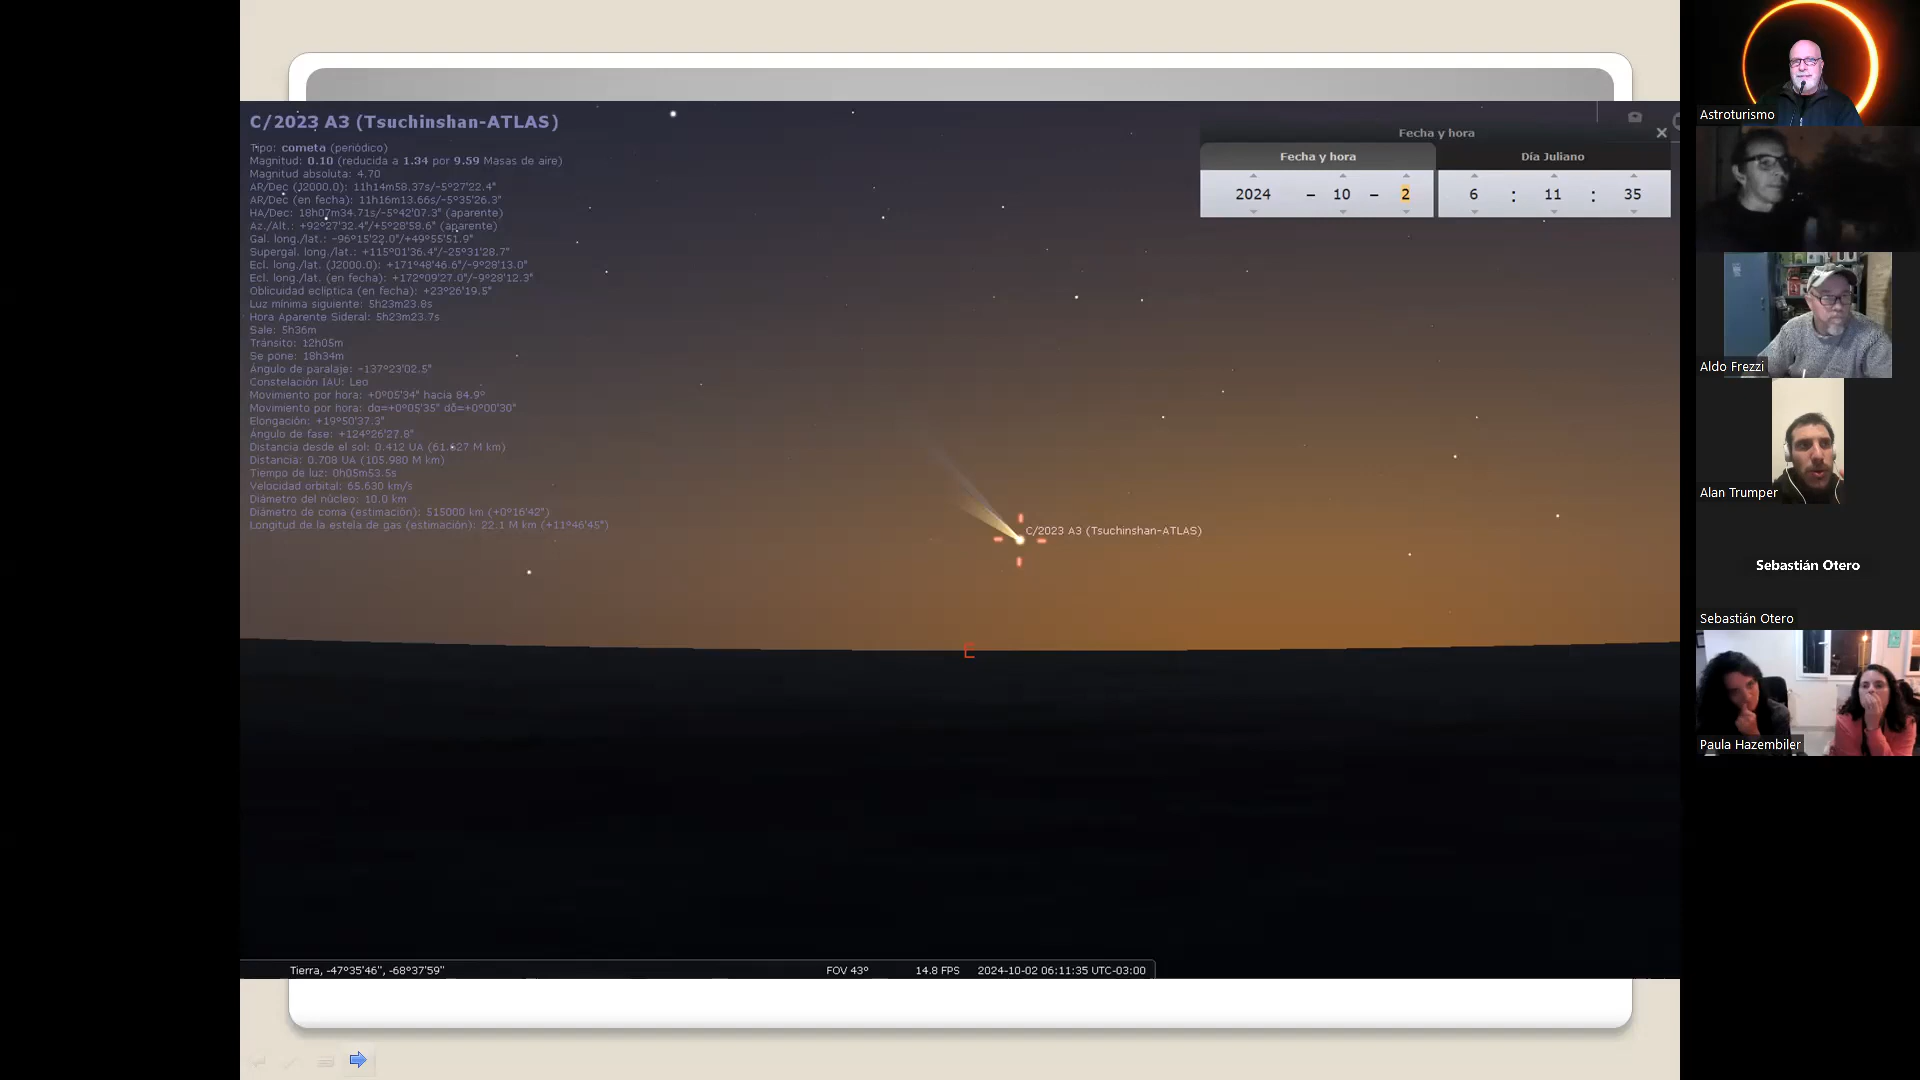 C/2023 A3 (Tsuchinshan-ATLAS)
Tipo: cometa (periódico)
Magnitud: 0.10 (reducida a 1.34 por 9.59 Masas de aire)
Magnitud absoluta: 4.70
AR/Dec (J2000.0): 11h14m58.37s/-5°27'22.4"
AR/Dec (en fecha): 11h16m13.66s/-5°35'26.3"
HA/Dec: 18h07m34.71s/-5°42'07.3" (aparente)
Az./Alt.: +92°27'32.4"/+5°28'58.6" (aparente)
Gal. long./lat.: -96°15'22.0"/+49°55'51.9"
Supergal. long./lat.: +115°01'36.4"/-25°31'28.7"
Ecl. long./lat. (J2000.0): +171°48'46.6"/-9°28'13.0"
Ecl. long./lat. (en fecha): +172°09'27.0"/-9°28'12.3"
Oblicuidad eclíptica (en fecha): +23°26'19.5"
Luz mínima siguiente: 5h23m23.8s
Hora Aparente Sideral: 5h23m23.7s
Sale: 5h36m
Tránsito: 12h05m
Se pone: 18h34m
Ángulo de paralaje: -137°23'02.5"
Constelación IAU: Leo
Movimiento por hora: +0°05'34" hacia 84.9°
Movimiento por hora: dα=+0°05'35" dδ=+0°00'30"
Elongación: +19°50'37.3"
Ángulo de fase: +124°26'27.8"
Distancia desde el sol: 0.412 UA (61.627 M km)
Distancia: 0.708 UA (105.980 M km)
Tiempo de luz: 0h05m53.5s
Velocidad orbital: 65.630 km/s
Diámetro del núcleo: 10.0 km
Diámetro de coma (estimación): 515000 km (+0°16'42")
Longitud de la estela de gas (estimación): 22.1 M km (+11°46'45")
Fecha y hora
Fecha y hora Día Juliano
2024 - 10 - 2 6 : 11 : 35
C/2023 A3 (Tsuchinshan-ATLAS)
E
Tierra, -47°35'46", -68°37'59" FOV 43° 14.8 FPS 2024-10-02 06:11:35 UTC-03:00
Astroturismo
Aldo Frezzi
Alan Trumper
Sebastián Otero
Sebastián Otero
Paula Hazembiler